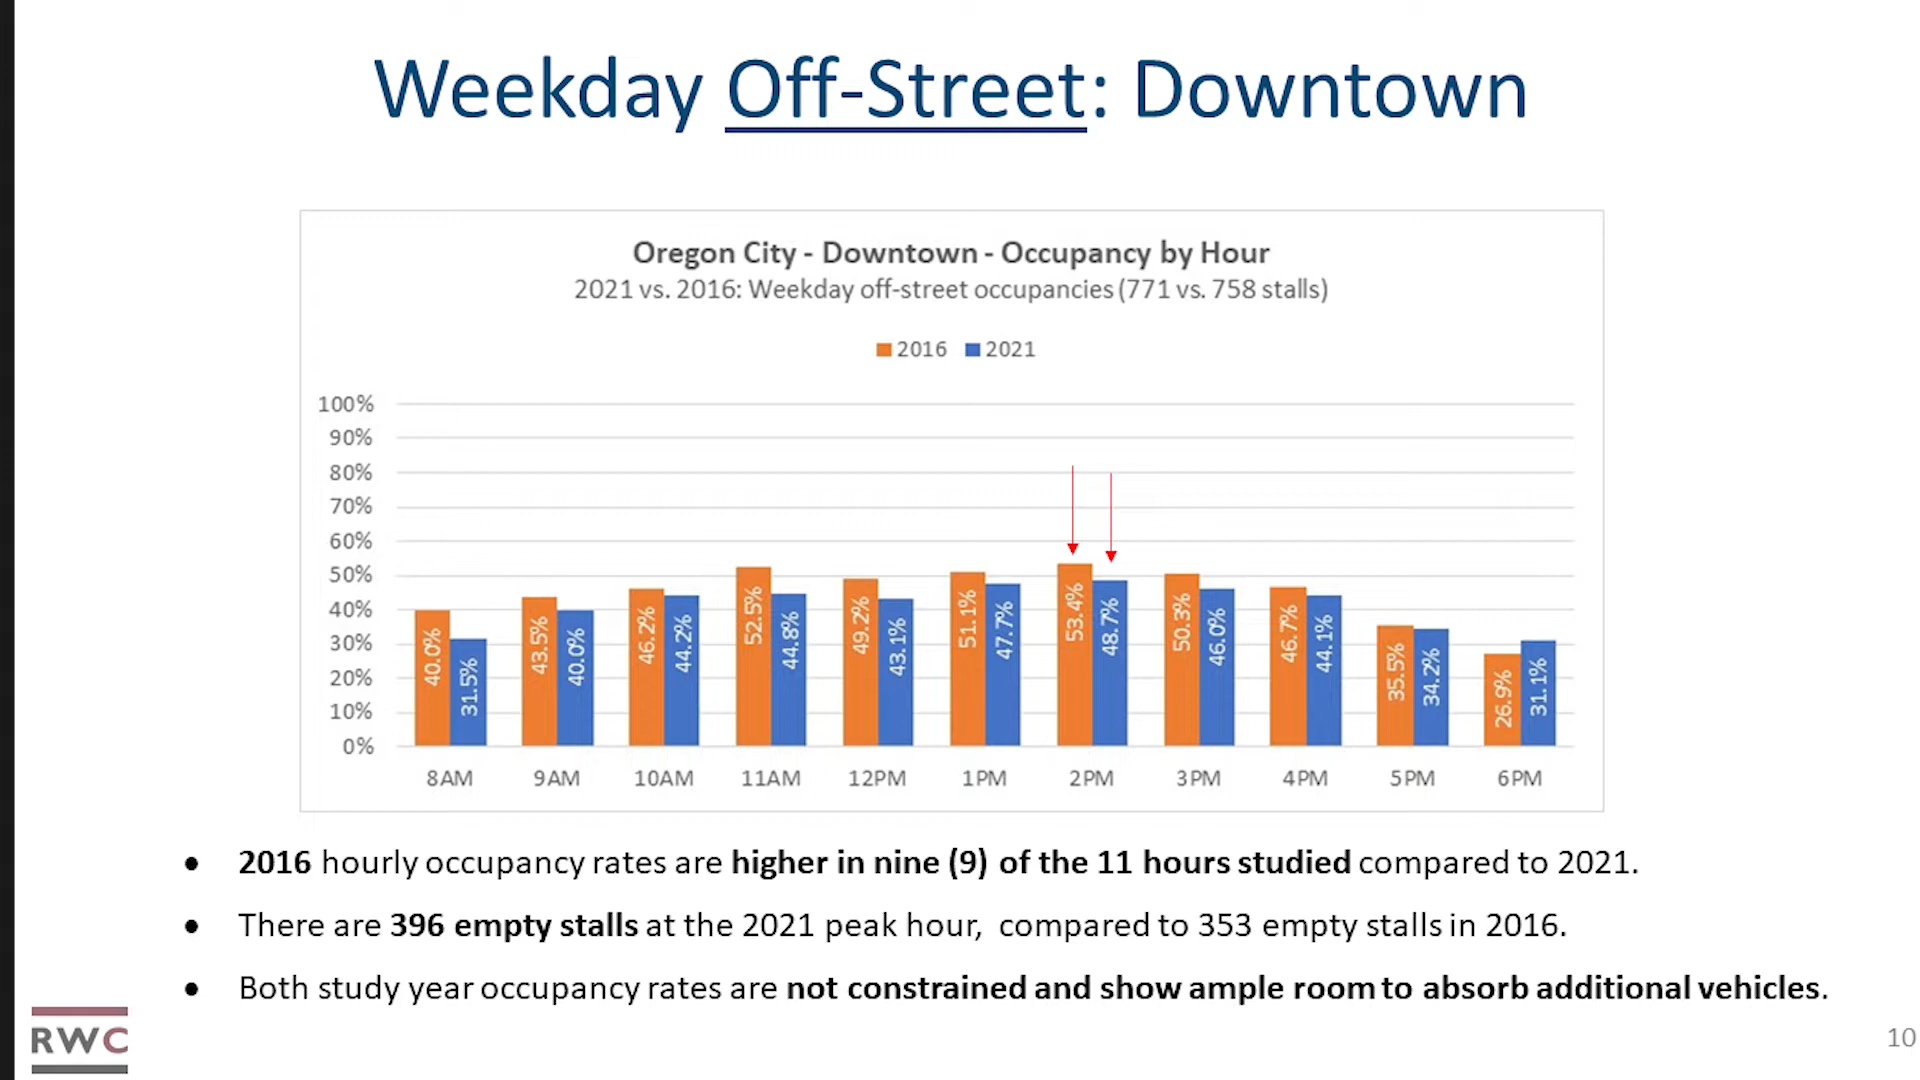 Weekday Off-Street: Downtown
Oregon City - Downtown - Occupancy by Hour
2021 vs. 2016: Weekday off-street occupancies (771 vs. 758 stalls)
2016 2021
100%
90%
80%
70%
60%
50%
40%
30%
20%
10%
0%
40.0% 31.5% 43.5% 40.0% 46.2% 44.2% 52.5% 44.8% 49.2% 43.1% 51.1% 47.7% 53.4% 48.7% 50.3% 46.0% 46.7% 44.1% 35.5% 34.2% 26.9% 31.1%
8AM 9AM 10AM 11AM 12PM 1PM 2PM 3PM 4PM 5PM 6PM
• 2016 hourly occupancy rates are higher in nine (9) of the 11 hours studied compared to 2021.
• There are 396 empty stalls at the 2021 peak hour, compared to 353 empty stalls in 2016.
• Both study year occupancy rates are not constrained and show ample room to absorb additional vehicles.
RWC
10